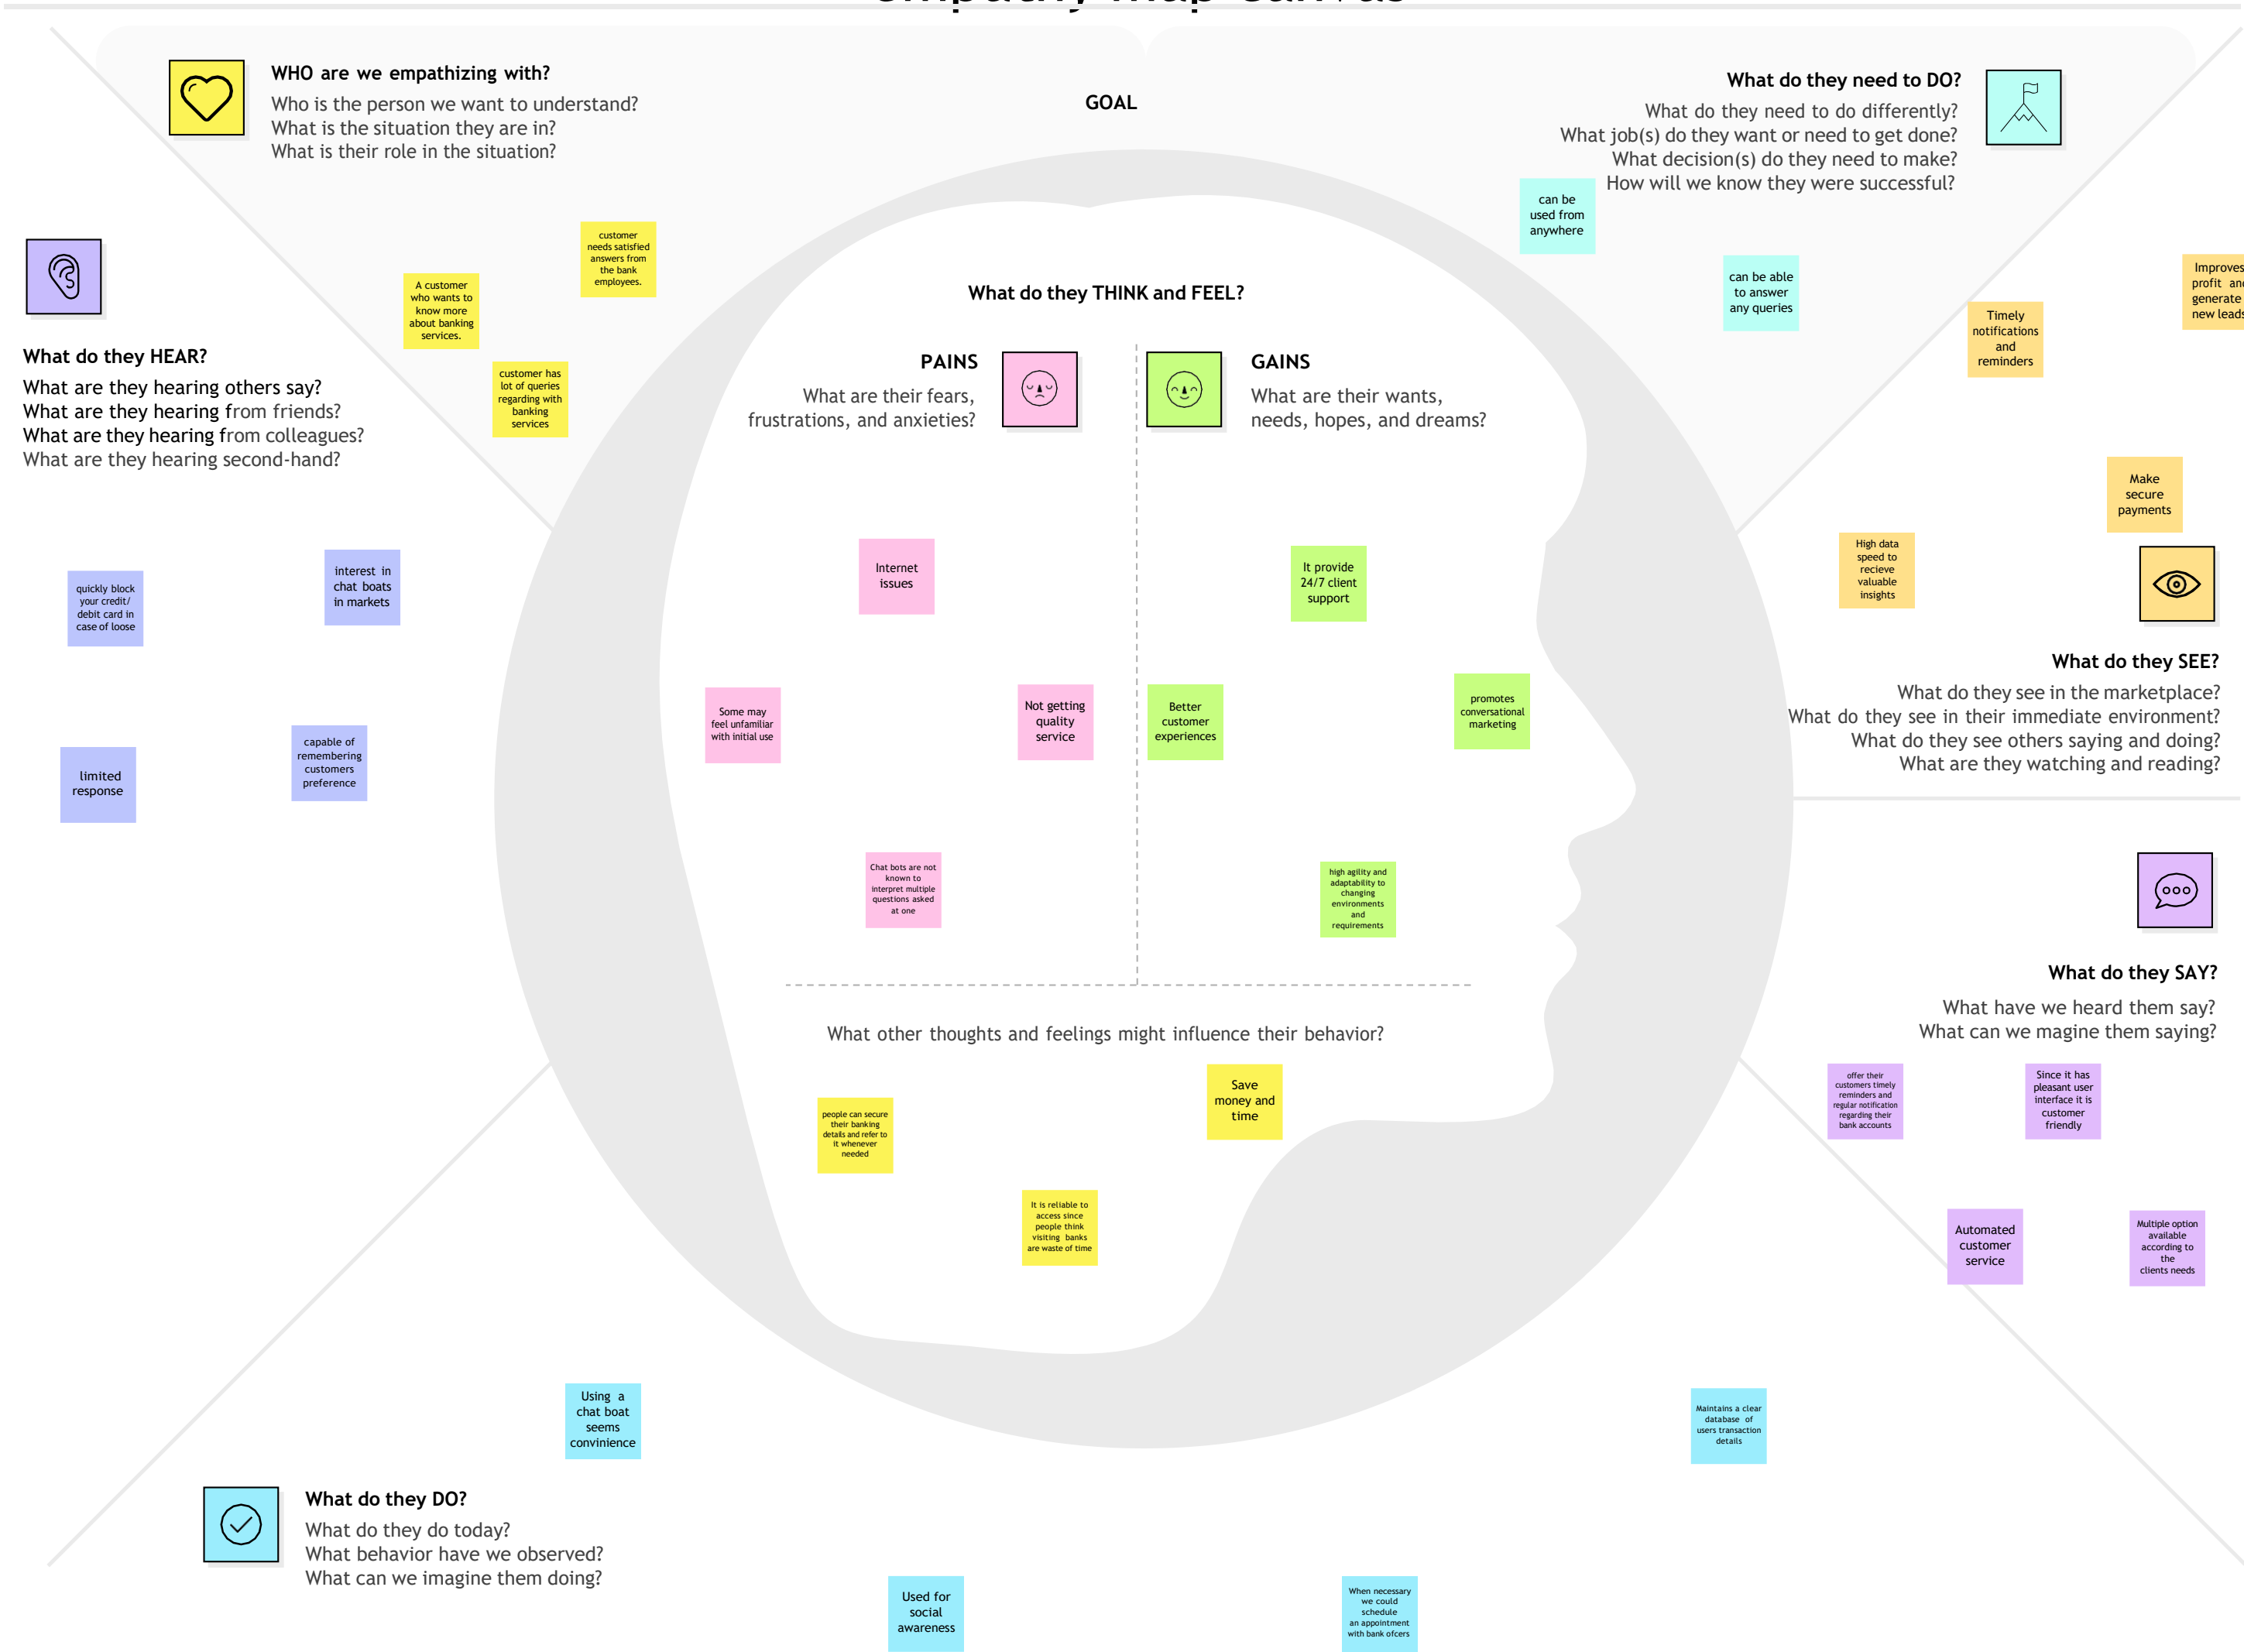 WHO are we empathizing with?
Who is the person we want to understand?
What is the situation they are in?
What is their role in the situation?
GOAL
What do they need to DO?
What do they need to do differently?
What job(s) do they want or need to get done?
What decision(s) do they need to make?
How will we know they were successful?
customer
needs satisfied
answers from
the bank
employees.
A customer
who wants to
know more
about banking
services.
customer has
lot of queries
regarding with
banking
services
can be
used from
anywhere
can be able
to answer
any queries
What do they HEAR?
What are they hearing others say?
What are they hearing from friends?
What are they hearing from colleagues?
What are they hearing second-hand?
quickly block
your credit/
debit card in
case of loose
interest in
chat boats
in markets
limited
response
capable of
remembering
customers
preference
What do they THINK and FEEL?
PAINS
What are their fears,
frustrations, and anxieties?
GAINS
What are their wants,
needs, hopes, and dreams?
Internet
issues
Some may
feel unfamiliar
with initial use
Not getting
quality
service
Chat bots are not
known to
interpret multiple
questions asked
at one
It provide
24/7 client
support
Better
customer
experiences
promotes
conversational
marketing
high agility and
adaptability to
changing
environments
and
requirements
What other thoughts and feelings might influence their behavior?
people can secure
their banking
details and refer to
it whenever
needed
Save
money and
time
It is reliable to
access since
people think
visiting banks
are waste of time
Improves
profit and
generate
new leads
Timely
notifications
and
reminders
Make
secure
payments
High data
speed to
recieve
valuable
insights
What do they SEE?
What do they see in the marketplace?
What do they see in their immediate environment?
What do they see others saying and doing?
What are they watching and reading?
What do they SAY?
What have we heard them say?
What can we magine them saying?
offer their
customers timely
reminders and
regular notification
regarding their
bank accounts
Since it has
pleasant user
interface it is
customer
friendly
Automated
customer
service
Multiple option
available
according to
the
clients needs
Using a
chat boat
seems
convinience
Maintains a clear
database of
users transaction
details
What do they DO?
What do they do today?
What behavior have we observed?
What can we imagine them doing?
Used for
social
awareness
When necessary
we could
schedule
an appointment
with bank ofcers